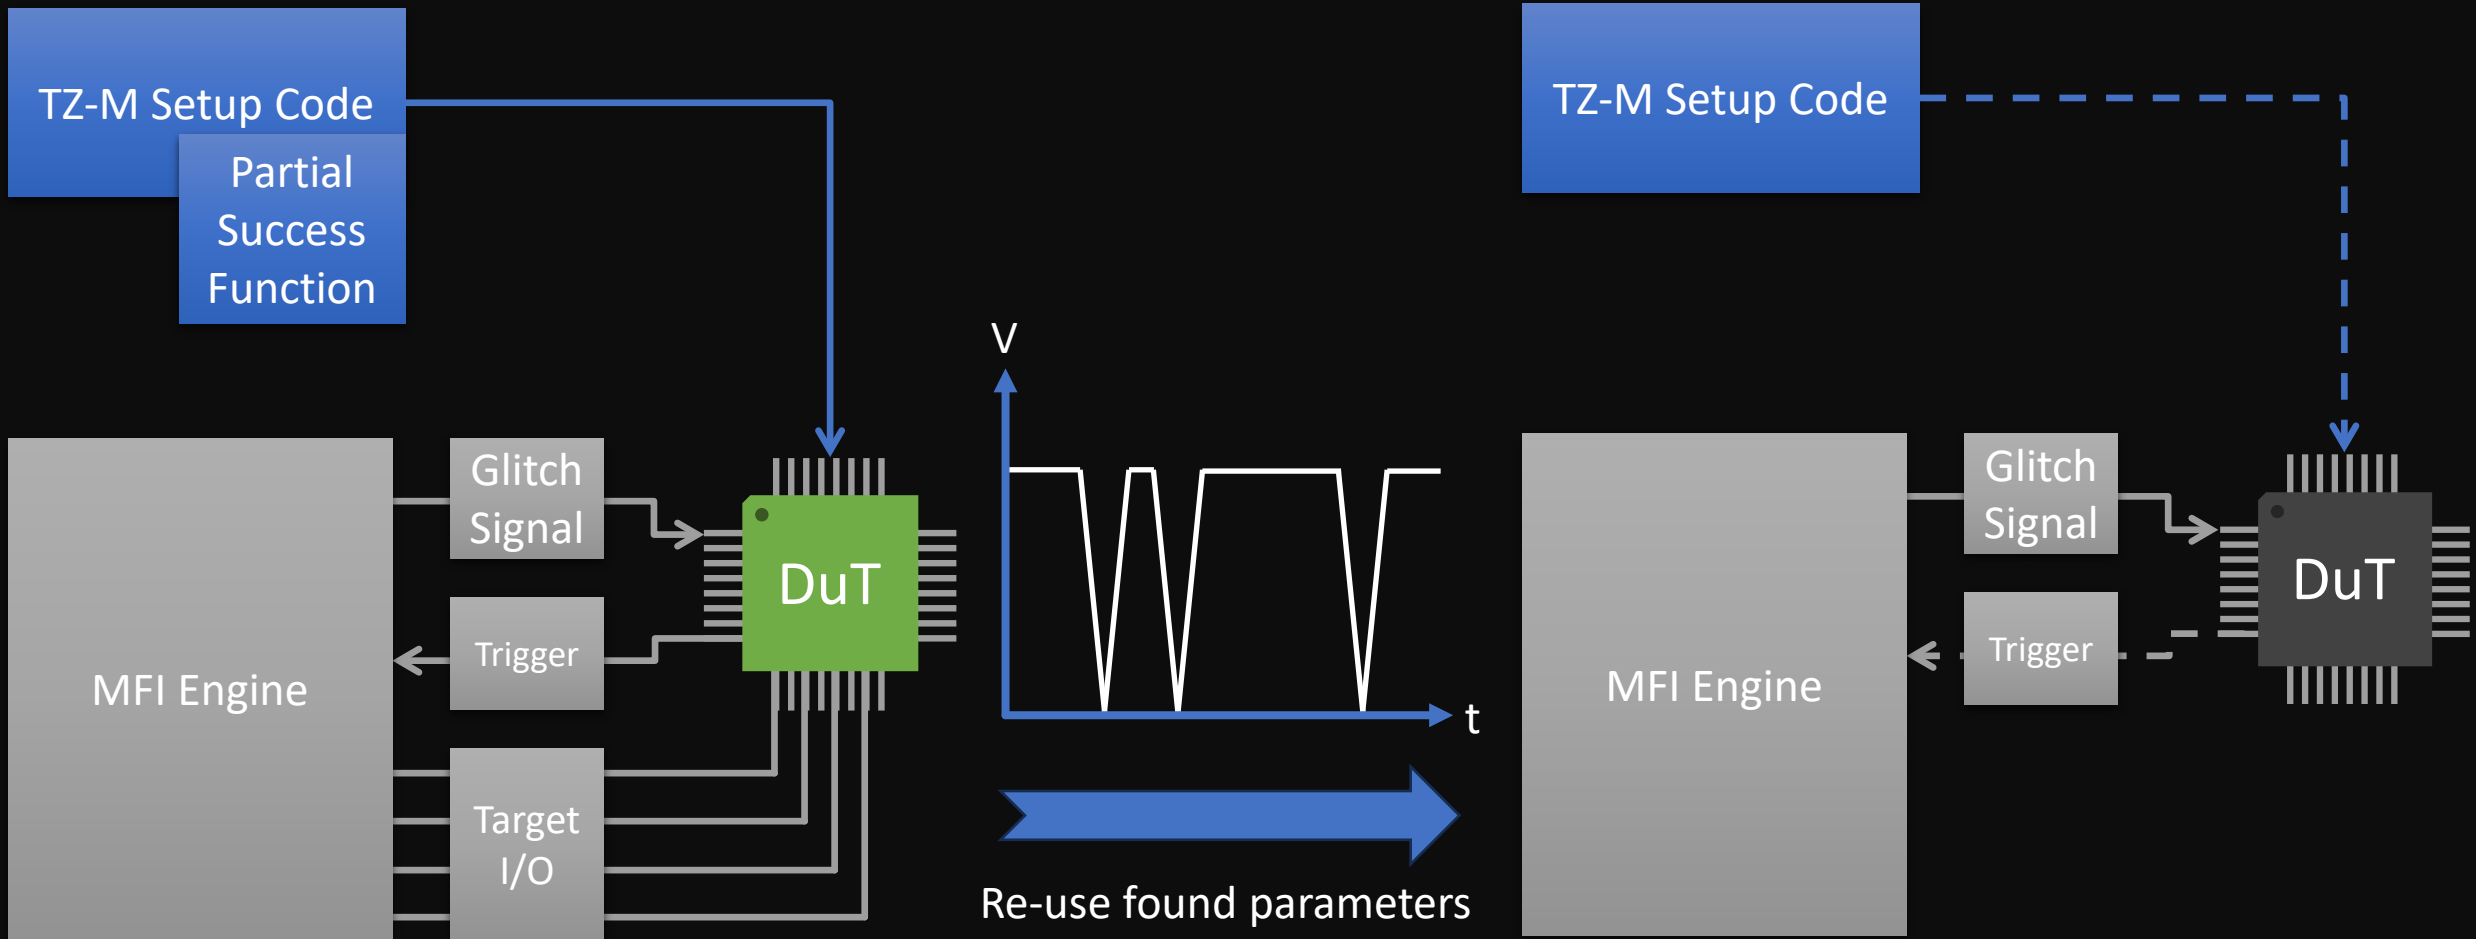 TZ-M Setup Code
Partial
Success
Function
Glitch
Signal
DuT
Trigger
MFI Engine
Target
I/O
V
t
Re-use found parameters
TZ-M Setup Code
Glitch
Signal
DuT
Trigger
MFI Engine